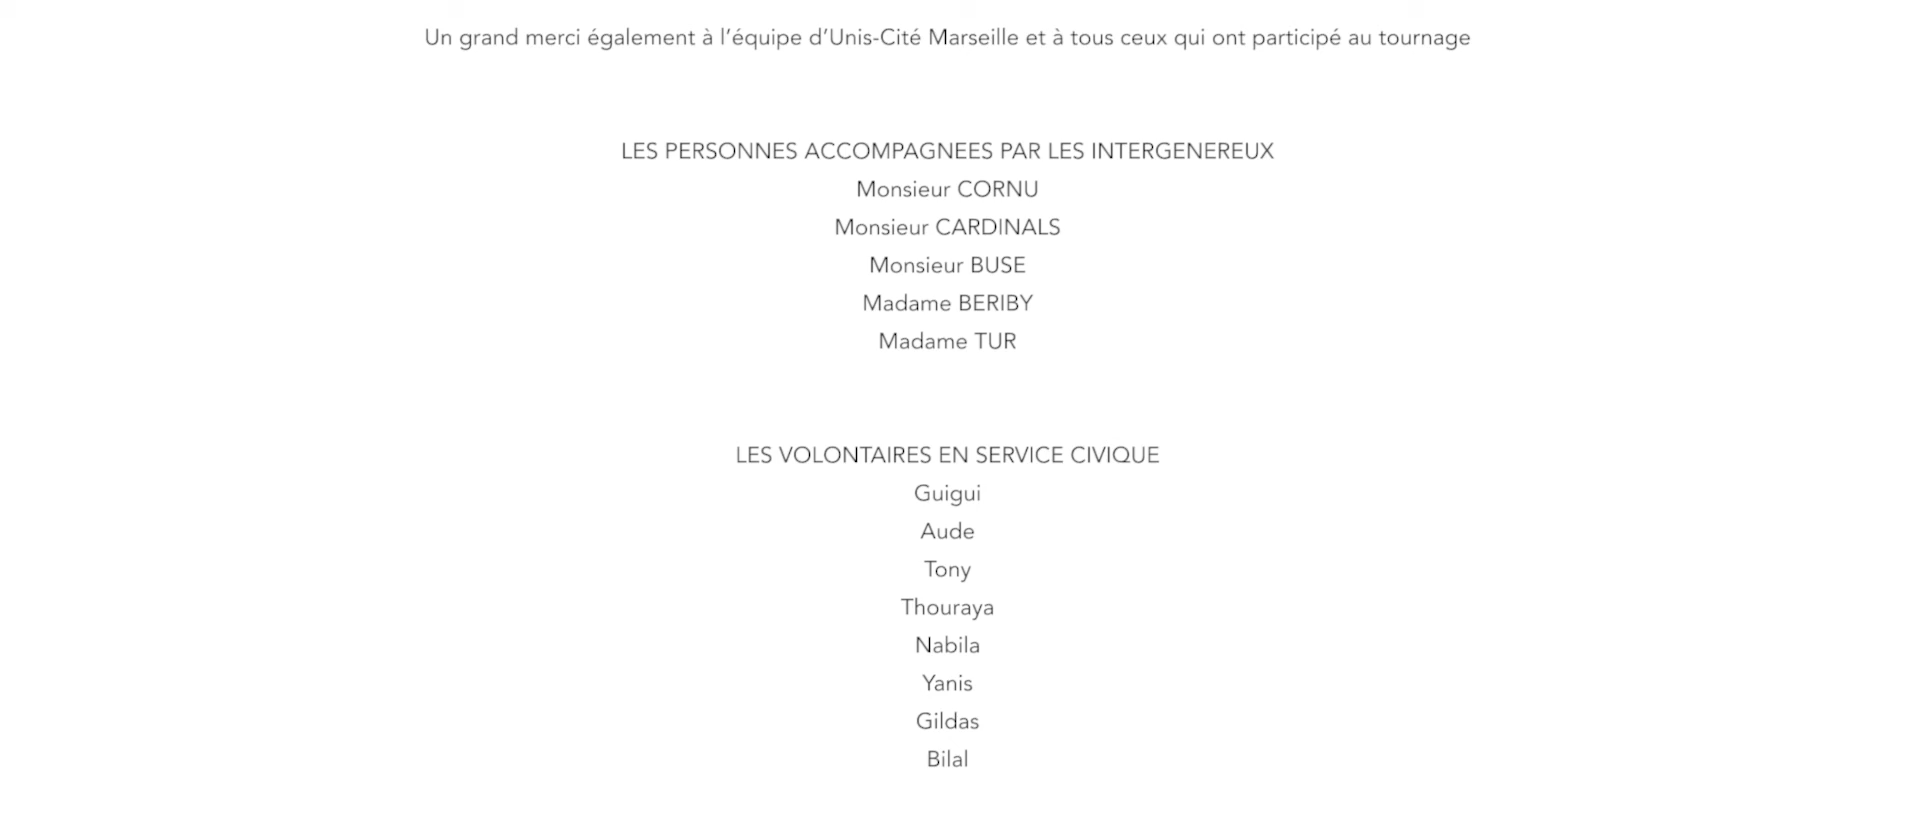 Un grand merci également à l’équipe d’Unis-Cité Marseille et à tous ceux qui ont participé au tournage
LES PERSONNES ACCOMPAGNEES PAR LES INTERGENEREUX
Monsieur CORNU
Monsieur CARDINALS
Monsieur BUSE
Madame BERIBY
Madame TUR
LES VOLONTAIRES EN SERVICE CIVIQUE
Guigui
Aude
Tony
Thouraya
Nabila
Yanis
Gildas
Bilal